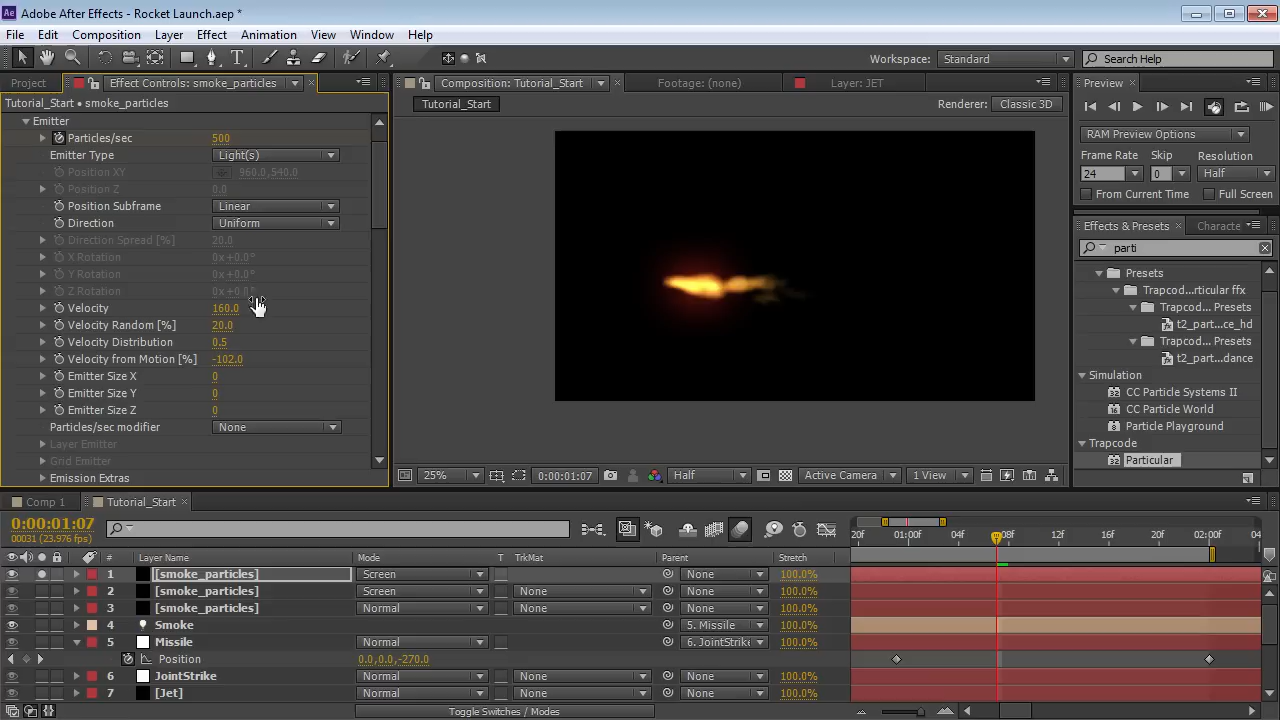 Adobe After Effects - Rocket Launch.aep *
File Edit Composition Layer Effect Animation View Window Help
Workspace: Standard Search Help
Project Effect Controls: smoke_particles
Tutorial_Start • smoke_particles
Emitter
Particles/sec 500
Emitter Type Light(s)
Position XY 960.0,540.0
Position Z 0.0
Position Subframe Linear
Direction Uniform
Direction Spread [%] 20.0
X Rotation 0x+0.0°
Y Rotation 0x+0.0°
Z Rotation 0x+0.0°
Velocity 160.0
Velocity Random [%] 20.0
Velocity Distribution 0.5
Velocity from Motion [%] -102.0
Emitter Size X 0
Emitter Size Y 0
Emitter Size Z 0
Particles/sec modifier None
Layer Emitter
Grid Emitter
Emission Extras
Composition: Tutorial_Start Footage: (none) Layer: JET
Tutorial_Start Renderer: Classic 3D
25% 0:00:01:07 Half Active Camera 1 View
Preview
RAM Preview Options
Frame Rate Skip Resolution
24 0 Half
From Current Time Full Screen
Effects & Presets Characte
parti
Presets
Trapcod...rticular ffx
Trapcode... Presets
t2_part...ce_hd
Trapcode... Presets
t2_part...dance
Simulation
CC Particle Systems II
CC Particle World
Particle Playground
Trapcode
Particular
Comp 1 Tutorial_Start
0:00:01:07
00031 (23.976 fps)
20f 01:00f 04f 08f 12f 16f 20f 02:00f 04
# Layer Name Mode T TrkMat Parent Stretch
1 [smoke_particles] Screen None 100.0%
2 [smoke_particles] Screen None None 100.0%
3 [smoke_particles] Normal None None 100.0%
4 Smoke 5. Missile 100.0%
5 Missile Normal None 6. JointStrike 100.0%
Position 0.0,0.0,-270.0
6 JointStrike Normal None None 100.0%
7 [Jet] Normal None None 100.0%
Toggle Switches / Modes